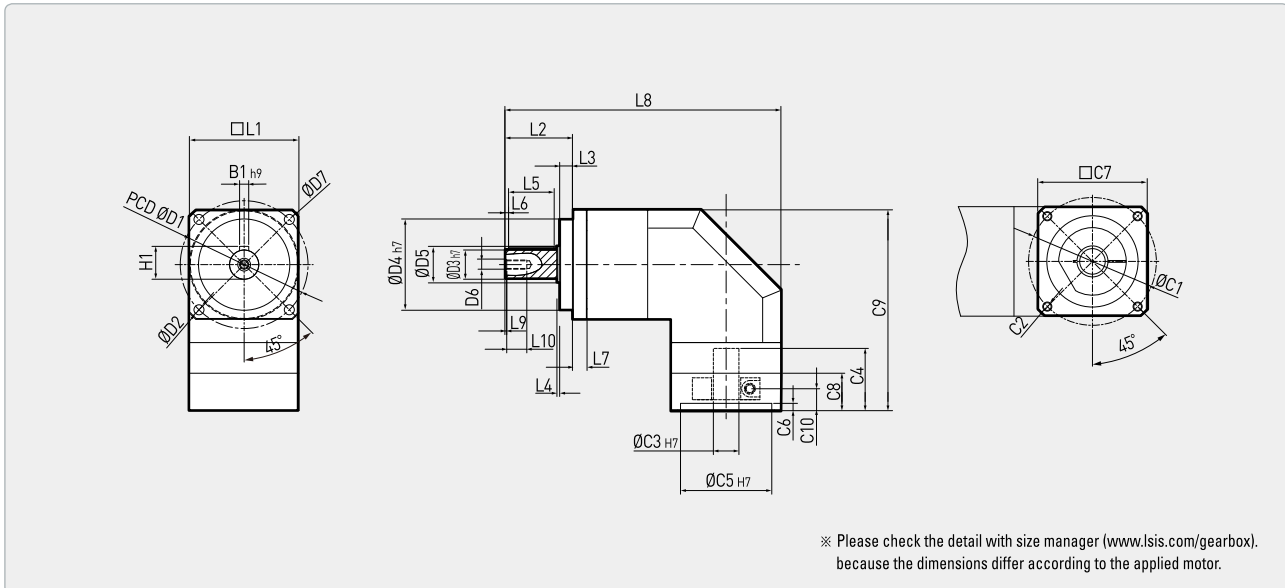 □L1
B1 h9
ØD7
PCD ØD1
H1
ØD2
45°
L8
L2
L3
L5
L6
ØD4 h7
ØD5
ØD3 h7
D6
L9
L10
L7
L4
C9
C4
C8
C10
C6
ØC3 H7
ØC5 H7
□C7
ØC1
C2
45°
※ Please check the detail with size manager (www.lsis.com/gearbox).
because the dimensions differ according to the applied motor.